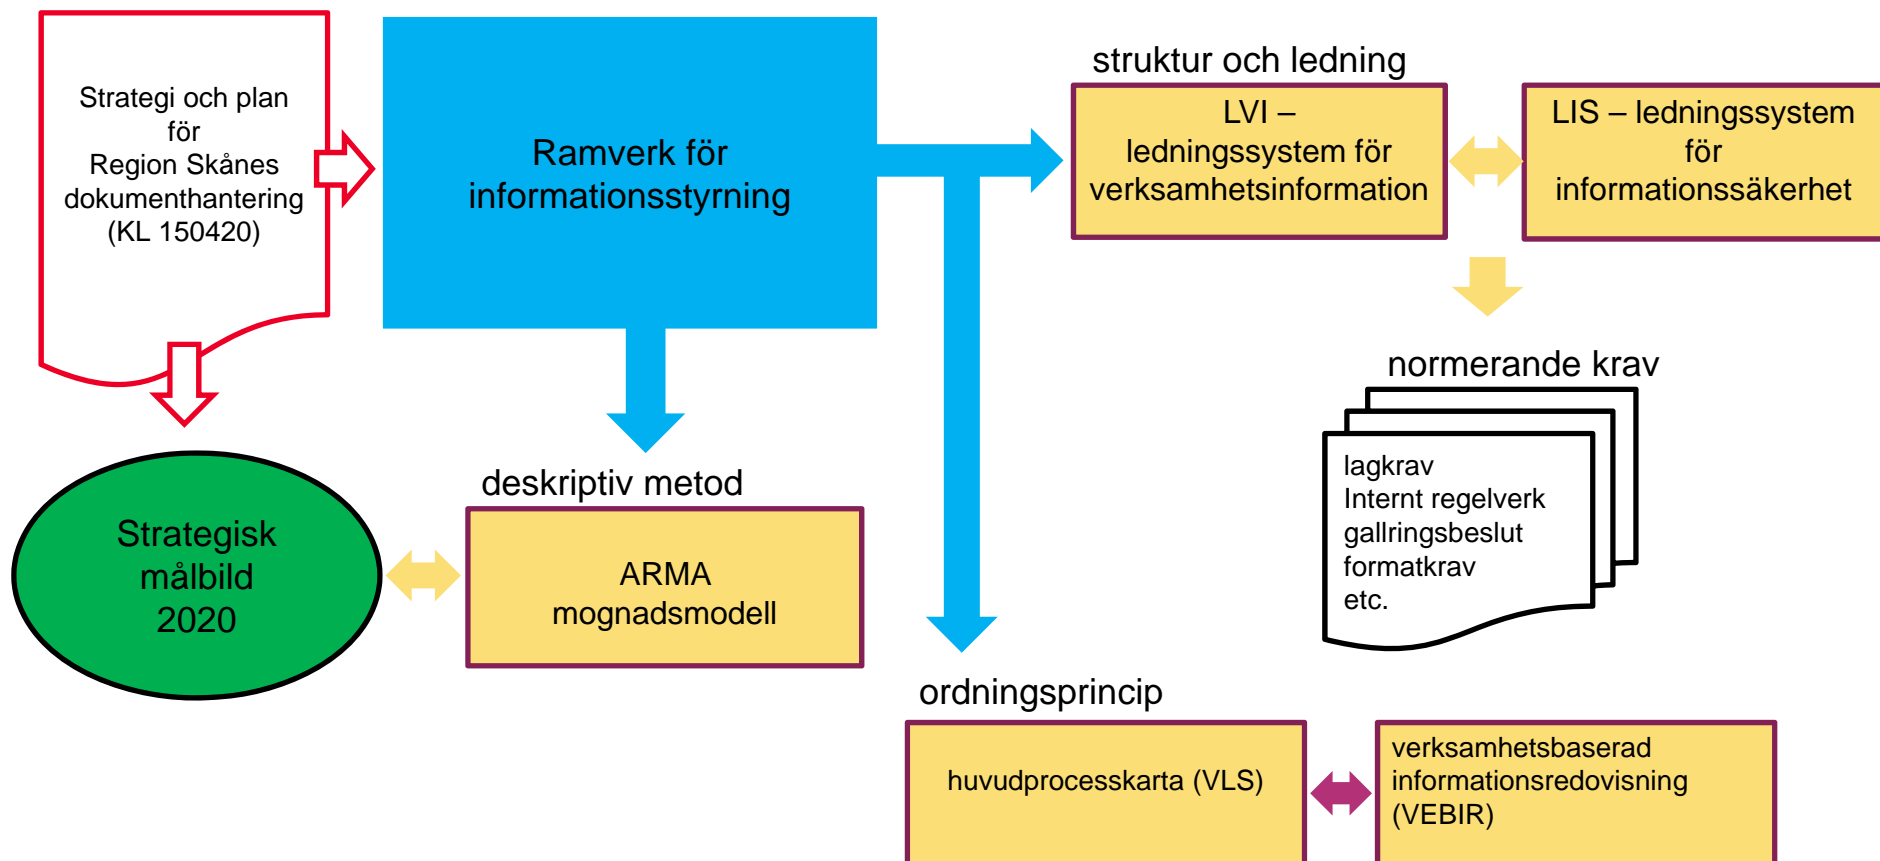 Strategi och plan
för
Region Skånes
dokumenthantering
(KL 150420)
Ramverk för
informationsstyrning
struktur och ledning
LVI –
ledningssystem för
verksamhetsinformation
LIS – ledningssystem
för
informationssäkerhet
normerande krav
lagkrav
Internt regelverk
gallringsbeslut
formatkrav
etc.
Strategisk
målbild
2020
deskriptiv metod
ARMA
mognadsmodell
ordningsprincip
huvudprocesskarta (VLS)
verksamhetsbaserad
informationsredovisning
(VEBIR)